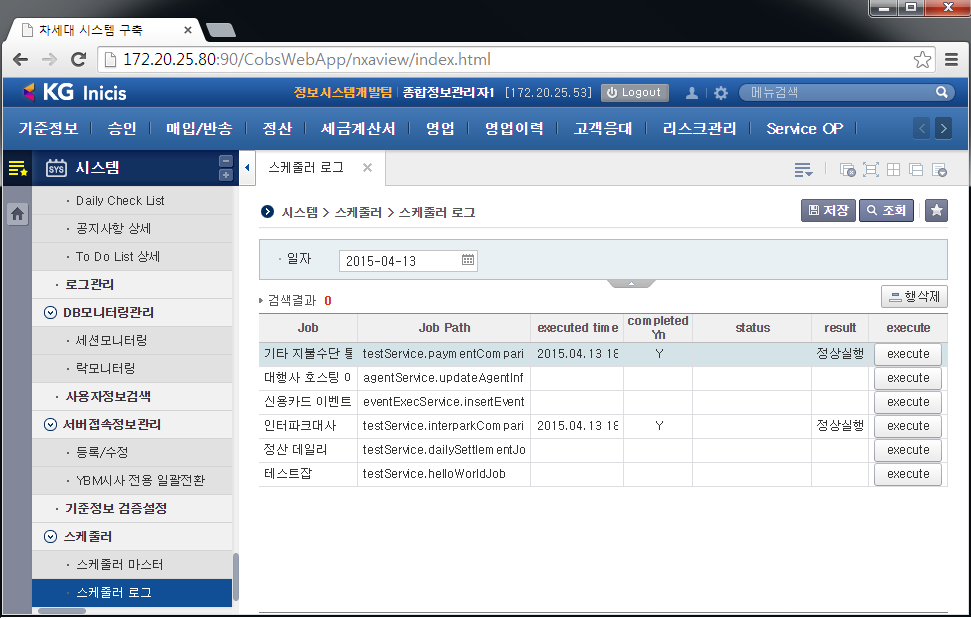 차세대 시스템 구축
172.20.25.80:90/CobsWebApp/nxaview/index.html
KG Inicis
정보시스템개발팀 종합정보관리자1 [172.20.25.53] Logout 메뉴검색
기준정보 승인 매입/반송 정산 세금계산서 영업 영업이력 고객응대 리스크관리 Service OP
SYS 시스템
스케줄러 로그
Daily Check List
공지사항 상세
To Do List 상세
로그관리
DB모니터링관리
세션모니터링
락모니터링
사용자정보검색
서버접속정보관리
등록/수정
YBM시사 전용 일괄전환
기준정보 검증설정
스케줄러
스케줄러 마스터
스케줄러 로그
시스템 > 스케줄러 > 스케줄러 로그
저장 조회
일자 2015-04-13
검색결과 0
행삭제
Job Job Path executed time completed Yn status result execute
기타 지불수단 testService.paymentCompari 2015.04.13 18 Y 정상실행 execute
대행사 호스팅 agentService.updateAgentInf execute
신용카드 이벤트 eventExecService.insertEvent execute
인터파크대사 testService.interparkCompari 2015.04.13 18 Y 정상실행 execute
정산 데일리 testService.dailySettlementJo execute
테스트잡 testService.helloWorldJob execute